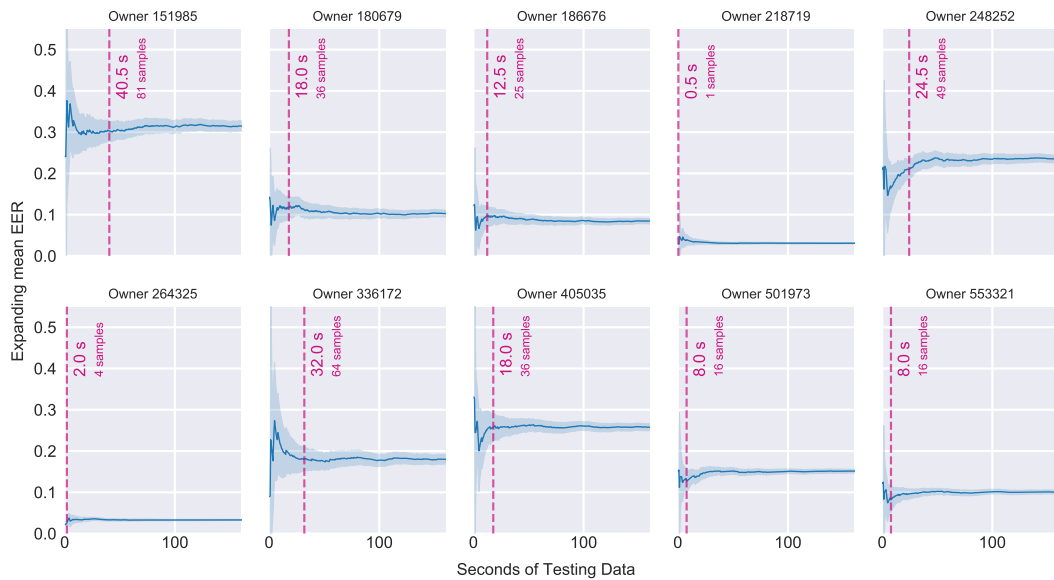 Owner 151985
Owner 180679
Owner 186676
Owner 218719
Owner 248252
0.5
0.4
0.3
0.2
0.1
0.0
40.5 s
81 samples
18.0 s
36 samples
12.5 s
25 samples
0.5 s
1 samples
24.5 s
49 samples
Expanding mean EER
Owner 264325
Owner 336172
Owner 405035
Owner 501973
Owner 553321
0.5
0.4
0.3
0.2
0.1
0.0
2.0 s
4 samples
32.0 s
64 samples
18.0 s
36 samples
8.0 s
16 samples
8.0 s
16 samples
0 100
0 100
0 100
0 100
0 100
Seconds of Testing Data